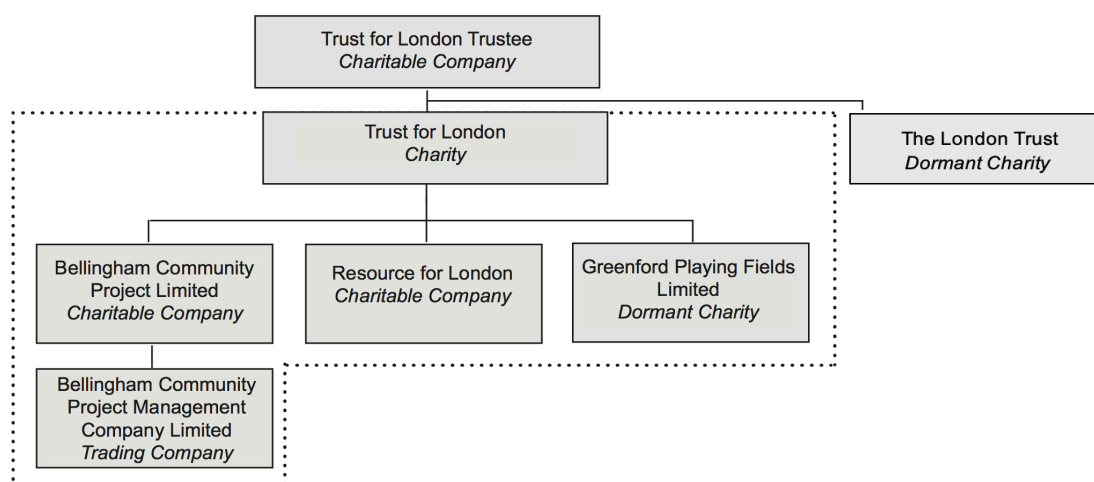 Trust for London Trustee
Charitable Company
Trust for London
Charity
The London Trust
Dormant Charity
Bellingham Community
Project Limited
Charitable Company
Resource for London
Charitable Company
Greenford Playing Fields
Limited
Dormant Charity
Bellingham Community
Project Management
Company Limited
Trading Company